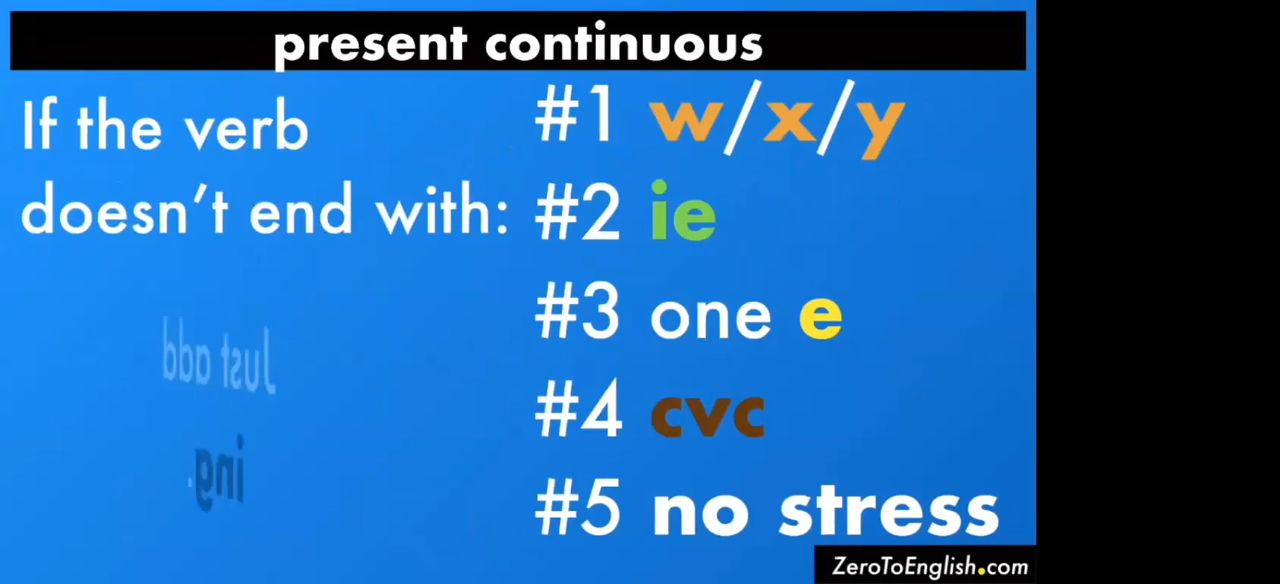 present continuous
If the verb
doesn't end with:
#1 w/x/y
#2 ie
#3 one e
#4 cvc
#5 no stress
Just add
ing.
ZeroToEnglish.com